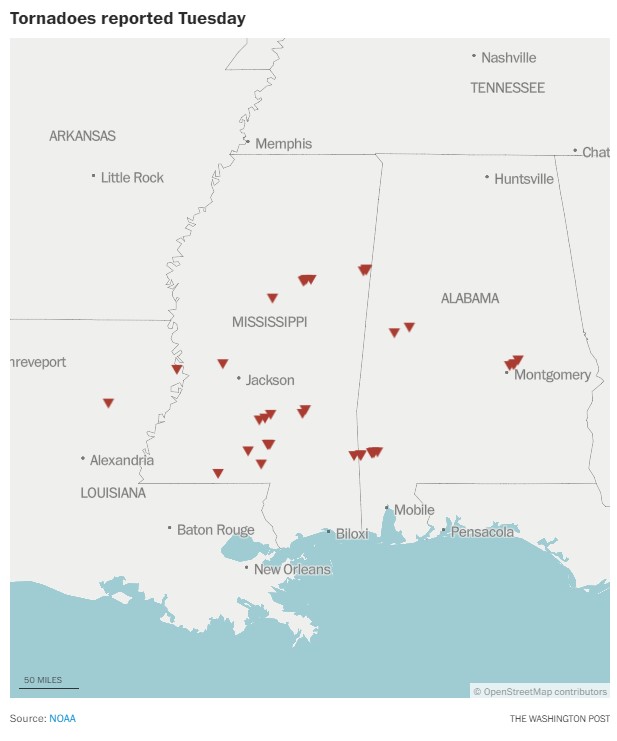 Tornadoes reported Tuesday
Nashville
TENNESSEE
ARKANSAS
Memphis
Chat
Little Rock
Huntsville
ALABAMA
MISSISSIPPI
hreveport
Montgomery
Jackson
Alexandria
LOUISIANA
Mobile
Baton Rouge
Biloxi
Pensacola
New Orleans
50 MILES
© OpenStreetMap contributors
Source: NOAA
THE WASHINGTON POST